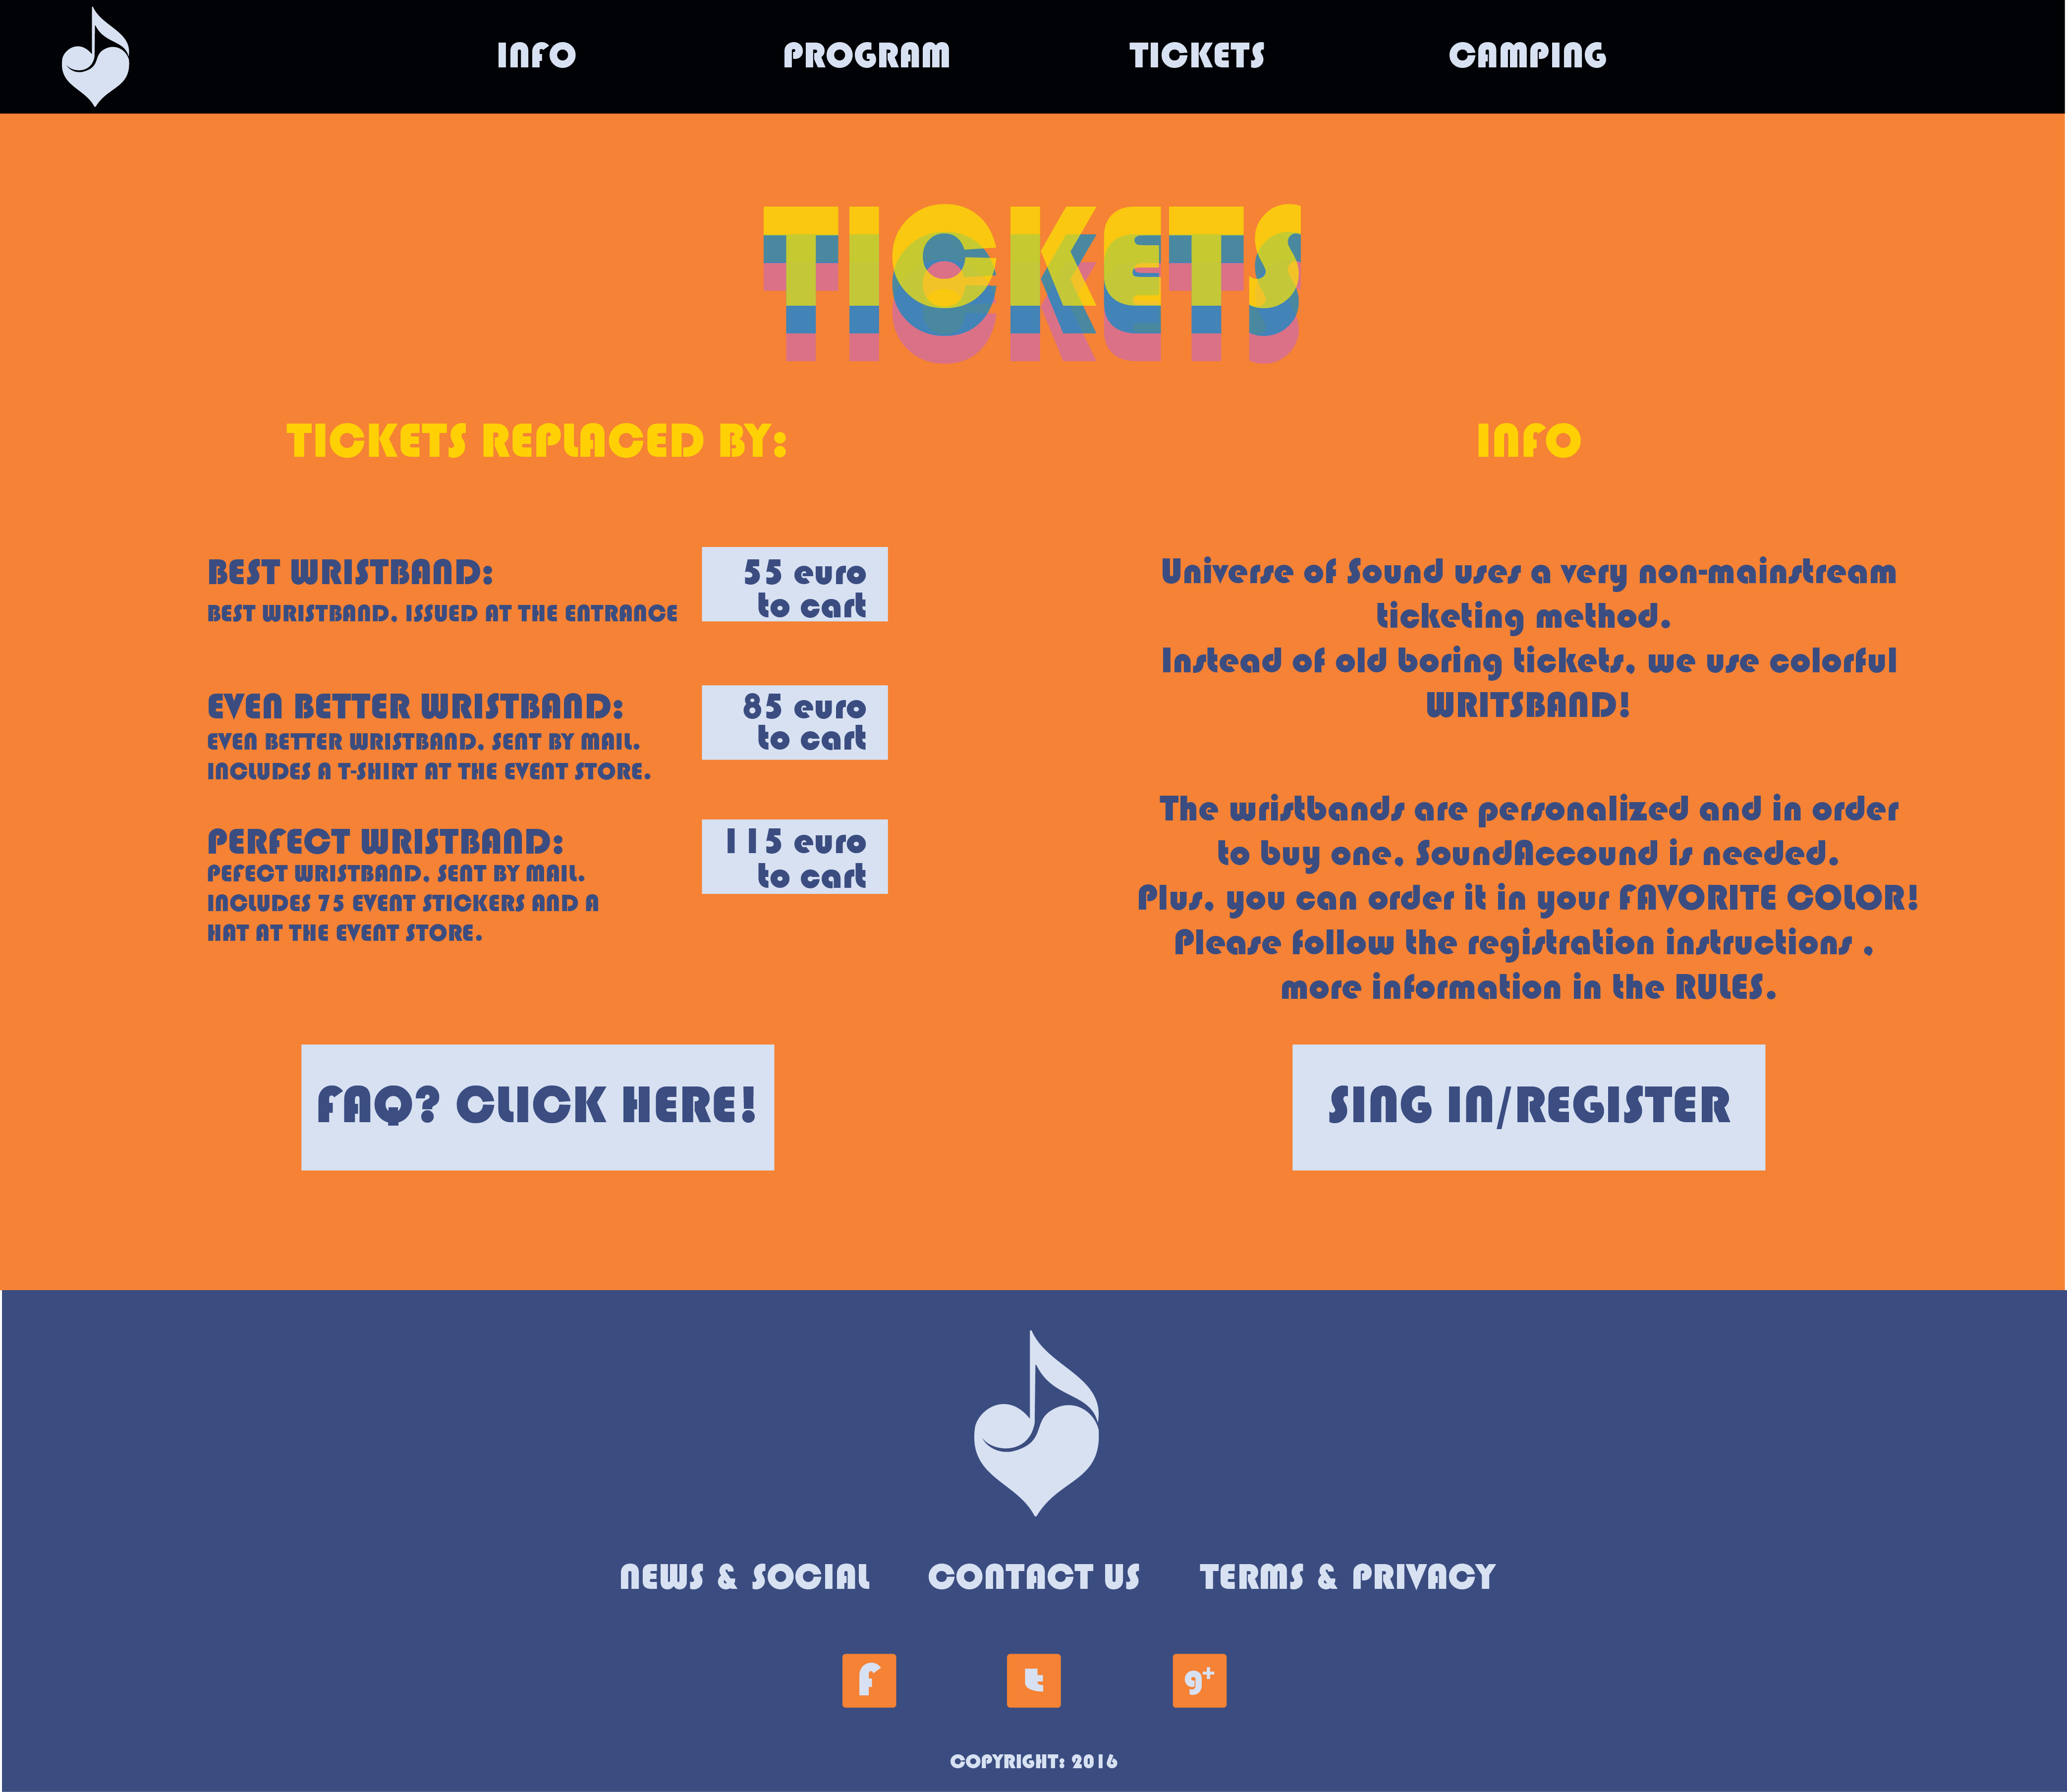 INFO PROGRAM TICKETS CAMPING
TICKETS
TICKETS REPLACED BY:
BEST WRISTBAND:
BEST WRISTBAND, ISSUED AT THE ENTRANCE
55 euro
to cart
EVEN BETTER WRISTBAND:
EVEN BETTER WRISTBAND, SENT BY MAIL.
INCLUDES A T-SHIRT AT THE EVENT STORE.
85 euro
to cart
PERFECT WRISTBAND:
PEFECT WRISTBAND, SENT BY MAIL.
INCLUDES 75 EVENT STICKERS AND A
HAT AT THE EVENT STORE.
115 euro
to cart
FAQ? CLICK HERE!
INFO
Universe of Sound uses a very non-mainstream
ticketing method.
Instead of old boring tickets, we use colorful
WRITSBAND!
The wristbands are personalized and in order
to buy one, SoundAccound is needed.
Plus, you can order it in your FAVORITE COLOR!
Please follow the registration instructions ,
more information in the RULES.
SING IN/REGISTER
NEWS & SOCIAL CONTACT US TERMS & PRIVACY
f t g+
COPYRIGHT: 2016